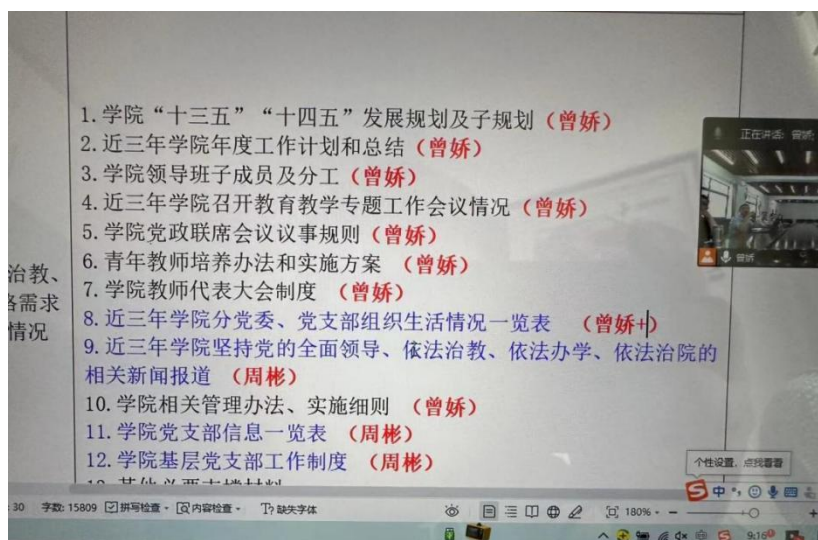 1.学院“十三五”“十四五”发展规划及子规划（曾娇）
2.近三年学院年度工作计划和总结（曾娇）
3.学院领导班子成员及分工（曾娇）
4.近三年学院召开教育教学专题工作会议情况（曾娇）
5.学院党政联席会议议事规则（曾娇）
6.青年教师培养办法和实施方案 （曾娇）
7.学院教师代表大会制度 （曾娇）
8.近三年学院分党委、党支部组织生活情况一览表 （曾娇+）
9.近三年学院坚持党的全面领导、依法治教、依法办学、依法治院的
相关新闻报道 （周彬）
10.学院相关管理办法、实施细则 （曾娇）
11.学院党支部信息一览表 （周彬）
12.学院基层党支部工作制度 （周彬）
治教、
需求
情况
正在讲话: 曾娇
曾娇
个性设置，点我看看
中
30 字数: 15809 拼写检查 内容检查 缺失字体
180%
9:16